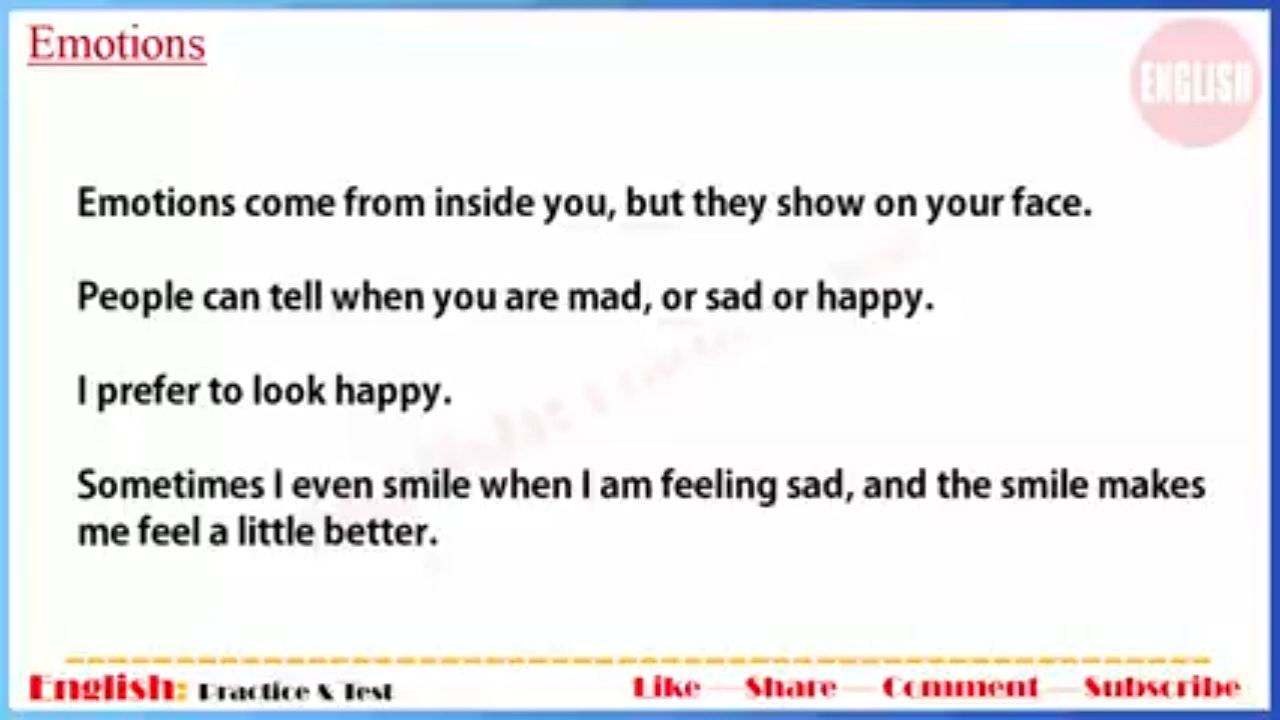 Emotions
ENGLISH
Emotions come from inside you, but they show on your face.
People can tell when you are mad, or sad or happy.
I prefer to look happy.
Sometimes I even smile when I am feeling sad, and the smile makes
me feel a little better.
English: Practice & Test
Like — Share — Comment — Subscribe